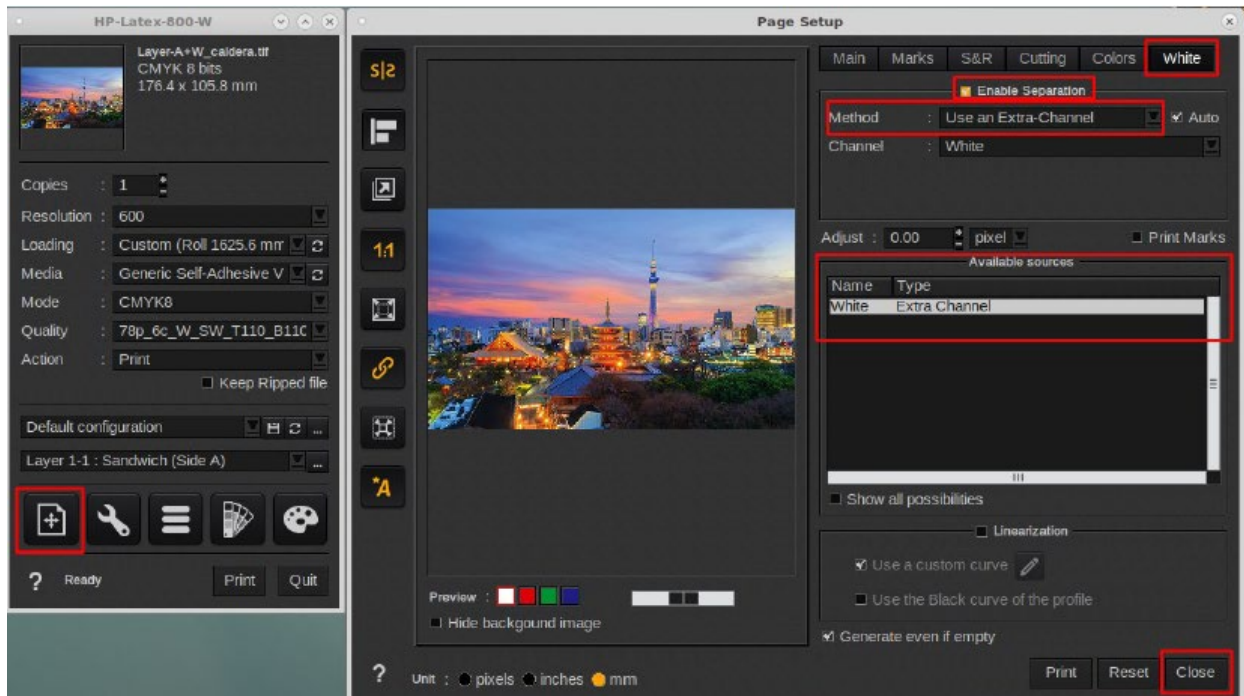 HP-Latex-800-W
Layer-A+W_caldera.tif
CMYK 8 bits
176.4 x 105.8 mm
Copies : 1
Resolution : 600
Loading : Custom (Roll 1625.6 mm
Media : Generic Self-Adhesive V
Mode : CMYK8
Quality : 78p_6c_W_SW_T110_B110
Action : Print
Keep Ripped file
Default configuration ...
Layer 1-1 : Sandwich (Side A) ...
? Ready Print Quit
Page Setup
S|S
1:1
*A
Preview :
Hide backgound image
? Unit : pixels inches mm
Main Marks S&R Cutting Colors White
Enable Separation
Method : Use an Extra-Channel Auto
Channel : White
Adjust : 0.00 pixel Print Marks
Available sources
Name Type
White Extra Channel
Show all possibilities
Linearization
Use a custom curve
Use the Black curve of the profile
Generate even if empty
Print Reset Close